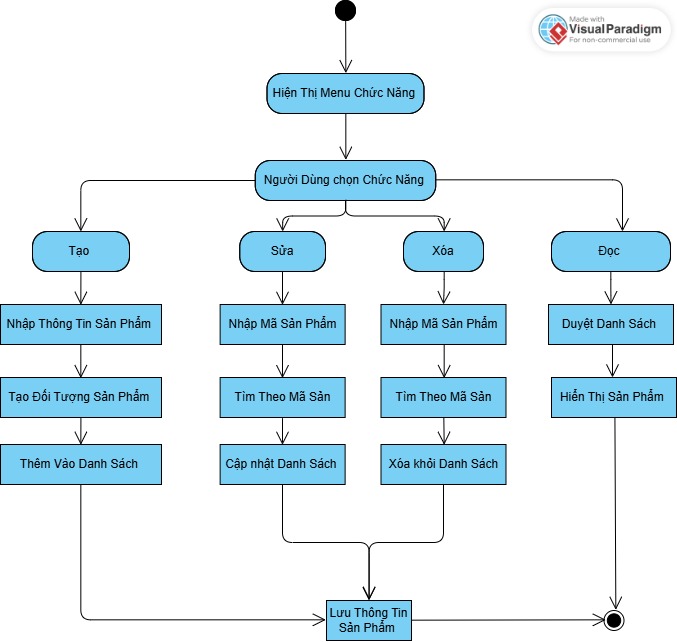 Made with
VisualParadigm
For non-commercial use
Hiện Thị Menu Chức Năng
Người Dùng chọn Chức Năng
Tạo
Sửa
Xóa
Đọc
Nhập Thông Tin Sản Phẩm
Nhập Mã Sản Phẩm
Nhập Mã Sản Phẩm
Duyệt Danh Sách
Tạo Đối Tượng Sản Phẩm
Tìm Theo Mã Sản
Tìm Theo Mã Sản
Hiển Thị Sản Phẩm
Thêm Vào Danh Sách
Cập nhật Danh Sách
Xóa khỏi Danh Sách
Lưu Thông Tin
Sản Phẩm